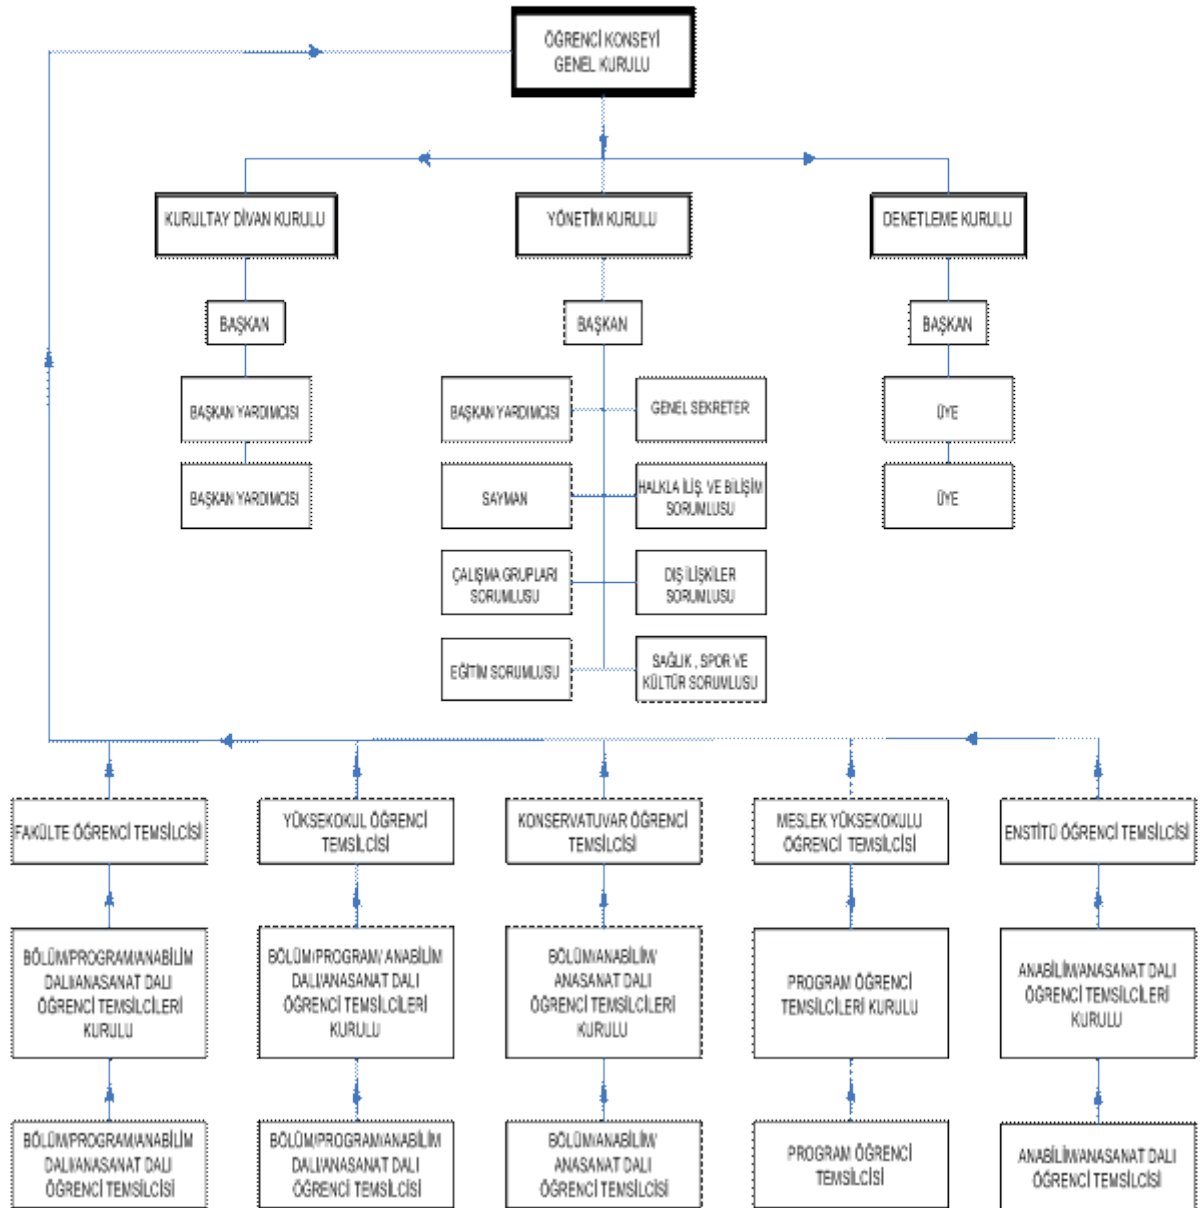 ÖĞRENCİ KONSEYİ
GENEL KURULU
KURULTAY DİVAN KURULU
YÖNETİM KURULU
DENETLEME KURULU
BAŞKAN
BAŞKAN
BAŞKAN
BAŞKAN YARDIMCISI
BAŞKAN YARDIMCISI
GENEL SEKRETER
ÜYE
BAŞKAN YARDIMCISI
SAYMAN
HALKLA İLİŞ. VE BİLİŞİM
SORUMLUSU
ÜYE
ÇALIŞMA GRUPLARI
SORUMLUSU
DIŞ İLİŞKİLER
SORUMLUSU
EĞİTİM SORUMLUSU
SAĞLIK , SPOR VE
KÜLTÜR SORUMLUSU
FAKÜLTE ÖĞRENCİ TEMSİLCİSİ
YÜKSEKOKUL ÖĞRENCİ
TEMSİLCİSİ
KONSERVATUVAR ÖĞRENCİ
TEMSİLCİSİ
MESLEK YÜKSEKOKULU
ÖĞRENCİ TEMSİLCİSİ
ENSTİTÜ ÖĞRENCİ TEMSİLCİSİ
BÖLÜM/PROGRAM/ANABİLİM
DALI/ANASANAT DALI
ÖĞRENCİ TEMSİLCİLERİ
KURULU
BÖLÜM/PROGRAM/ ANABİLİM
DALI/ANASANAT DALI
ÖĞRENCİ TEMSİLCİLERİ
KURULU
BÖLÜM/ANABİLİM/
ANASANAT DALI
ÖĞRENCİ TEMSİLCİLERİ
KURULU
PROGRAM ÖĞRENCİ
TEMSİLCİLERİ KURULU
ANABİLİM/ANASANAT DALI
ÖĞRENCİ TEMSİLCİLERİ
KURULU
BÖLÜM/PROGRAM/ANABİLİM
DALI/ANASANAT DALI
ÖĞRENCİ TEMSİLCİSİ
BÖLÜM/PROGRAM/ANABİLİM
DALI/ANASANAT DALI
ÖĞRENCİ TEMSİLCİSİ
BÖLÜM/ANABİLİM/
ANASANAT DALI
ÖĞRENCİ TEMSİLCİSİ
PROGRAM ÖĞRENCİ
TEMSİLCİSİ
ANABİLİM/ANASANAT DALI
ÖĞRENCİ TEMSİLCİSİ